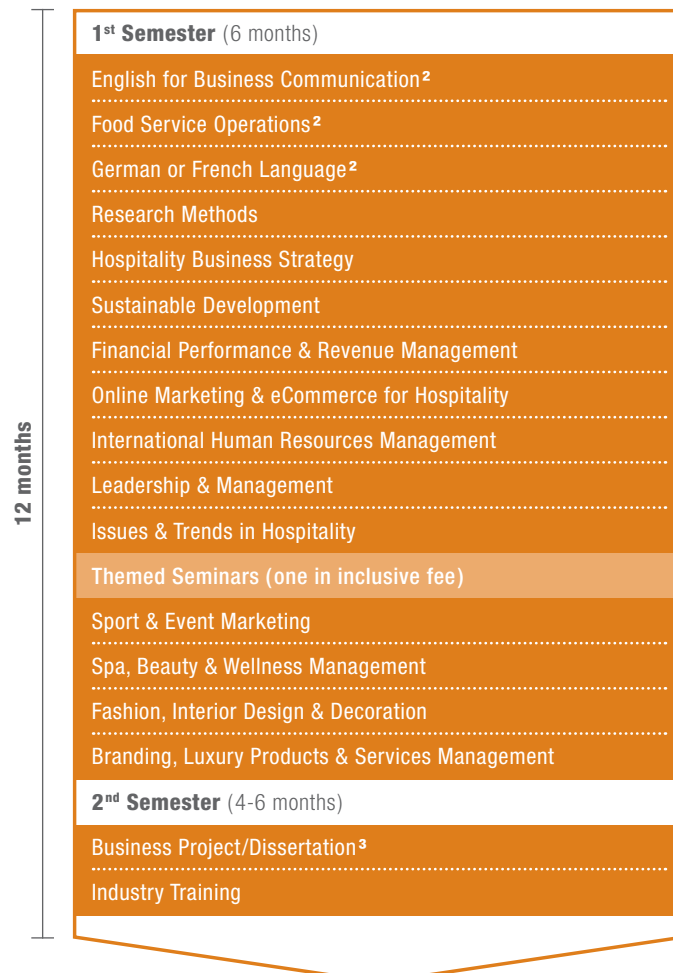 12 months
1st Semester (6 months)
English for Business Communication²
Food Service Operations²
German or French Language²
Research Methods
Hospitality Business Strategy
Sustainable Development
Financial Performance & Revenue Management
Online Marketing & eCommerce for Hospitality
International Human Resources Management
Leadership & Management
Issues & Trends in Hospitality
Themed Seminars (one in inclusive fee)
Sport & Event Marketing
Spa, Beauty & Wellness Management
Fashion, Interior Design & Decoration
Branding, Luxury Products & Services Management
2nd Semester (4-6 months)
Business Project/Dissertation³
Industry Training